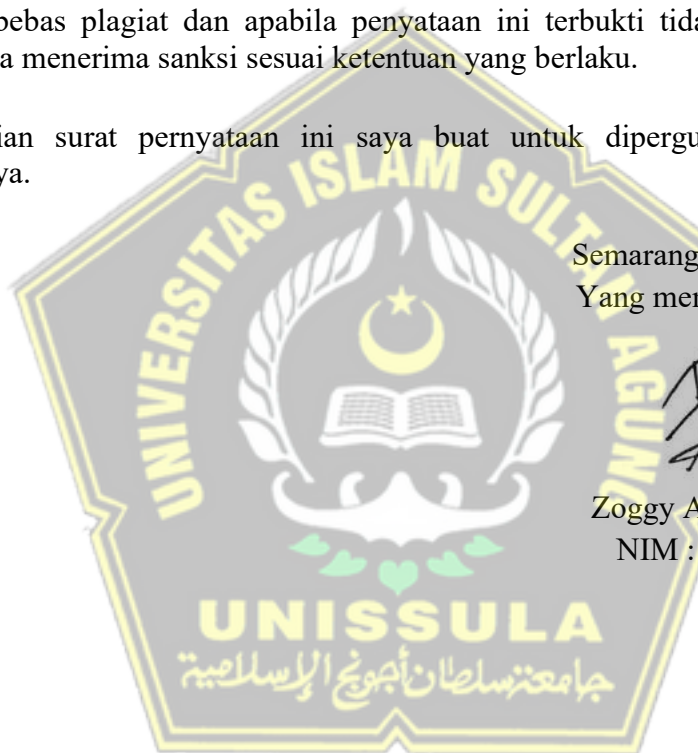 bebas plagiat dan apabila penyataan ini terbukti tida
a menerima sanksi sesuai ketentuan yang berlaku.
ian surat pernyataan ini saya buat untuk dipergu
ya.
UNIVERSITAS ISLAM SULTAN AGUNG
Semarang
Yang mer
Zoggy A
NIM :
UNISSULA
جامعة سلطان أجونج الإسلامية